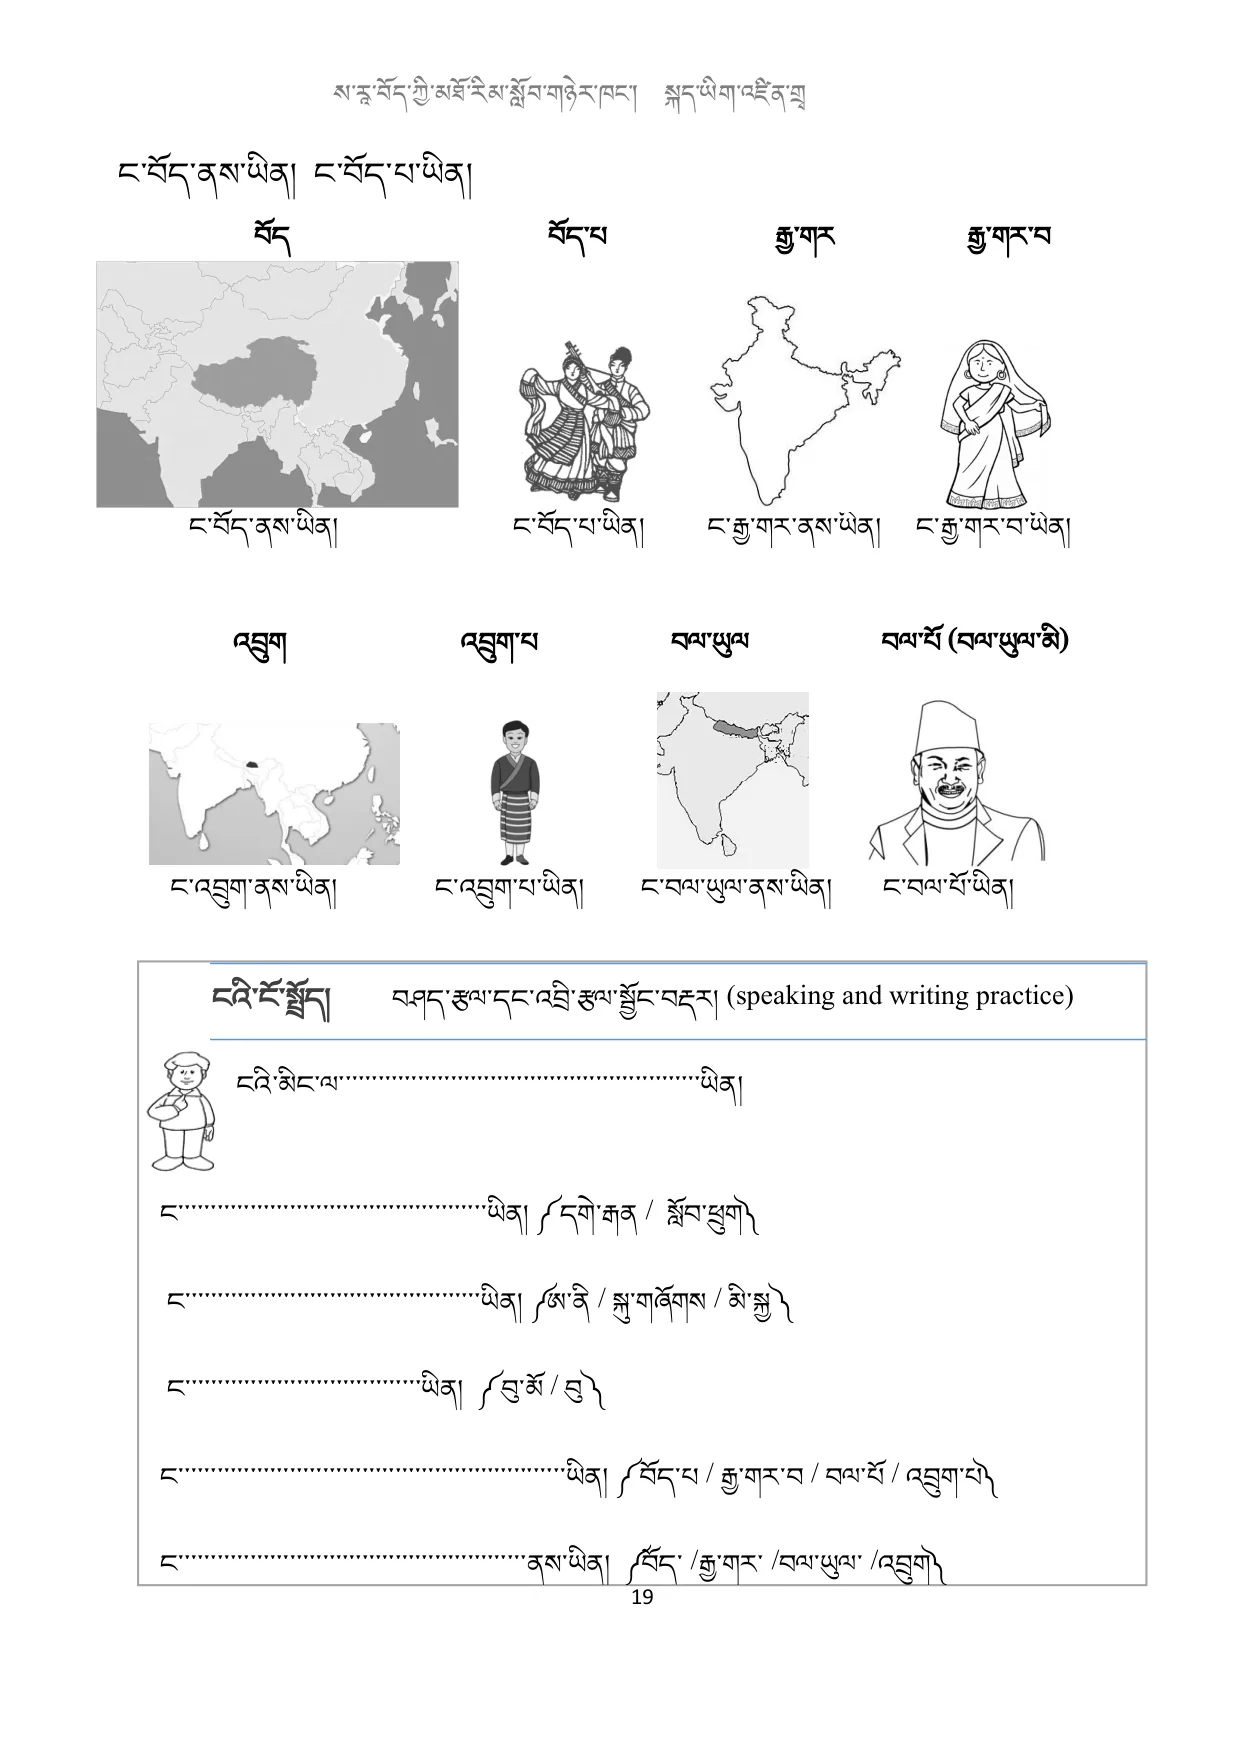 ས་རཱ་བོད་ཀྱི་མཐོ་རིམ་སློབ་གཉེར་ཁང་། སྐད་ཡིག་འཛིན་གྲྭ
ང་བོད་ནས་ཡིན། ང་བོད་པ་ཡིན།
བོད བོད་པ རྒྱ་གར རྒྱ་གར་བ
ང་བོད་ནས་ཡིན། ང་བོད་པ་ཡིན། ང་རྒྱ་གར་ནས་ཡིན། ང་རྒྱ་གར་བ་ཡིན།
འབྲུག འབྲུག་པ བལ་ཡུལ བལ་པོ (བལ་ཡུལ་མི)
ང་འབྲུག་ནས་ཡིན། ང་འབྲུག་པ་ཡིན། ང་བལ་ཡུལ་ནས་ཡིན། ང་བལ་པོ་ཡིན།
ངའི་ངོ་སྤྲོད། བཤད་རྩལ་དང་འབྲི་རྩལ་སྦྱོང་བརྡར། (speaking and writing practice)
ངའི་མིང་ལ་་་་་་་་་་་་་་་་་་་་་་་་་་་་་་ཡིན།
ང་་་་་་་་་་་་་་་་་་་་་་་་་་་་་་ཡིན། ༼དགེ་རྒན / སློབ་ཕྲུག༽
ང་་་་་་་་་་་་་་་་་་་་་་་་་་་་་་ཡིན། ༼ཨ་ནི / སྐུ་གཞོགས / མི་སྐྱ༽
ང་་་་་་་་་་་་་་་་་་་་་་་་ཡིན། ༼བུ་མོ / བུ༽
ང་་་་་་་་་་་་་་་་་་་་་་་་་་་་་་ཡིན། ༼བོད་པ / རྒྱ་གར་བ / བལ་པོ / འབྲུག་པ༽
ང་་་་་་་་་་་་་་་་་་་་་་་་་་་་་་ནས་ཡིན། ༼བོད་ /རྒྱ་གར་ /བལ་ཡུལ་ /འབྲུག༽
19